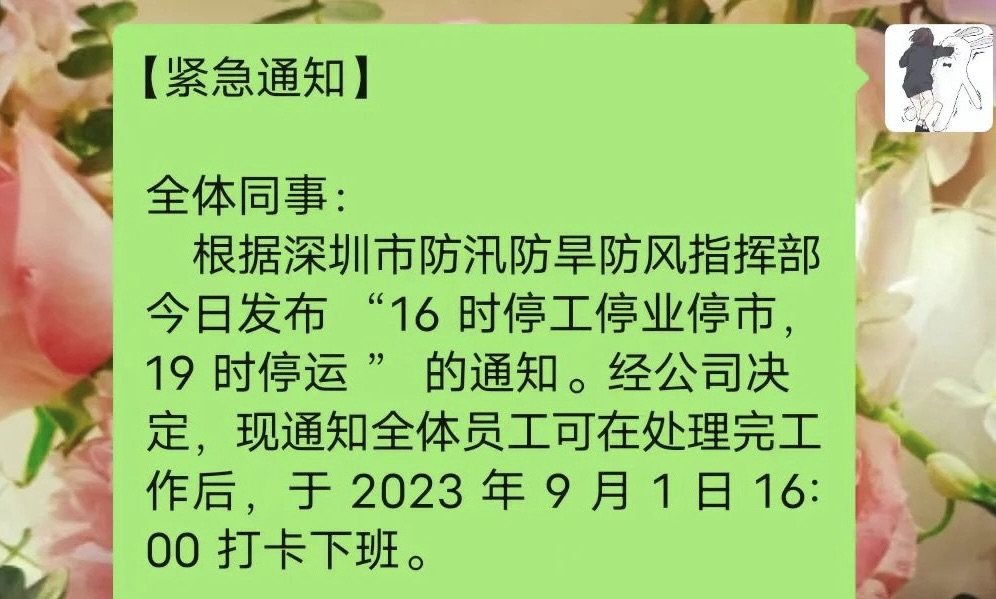 【紧急通知】
全体同事：
根据深圳市防汛防旱防风指挥部
今日发布 “16 时停工停业停市，
19 时停运 ” 的通知。经公司决
定，现通知全体员工可在处理完工
作后，于 2023 年 9 月 1 日 16:
00 打卡下班。